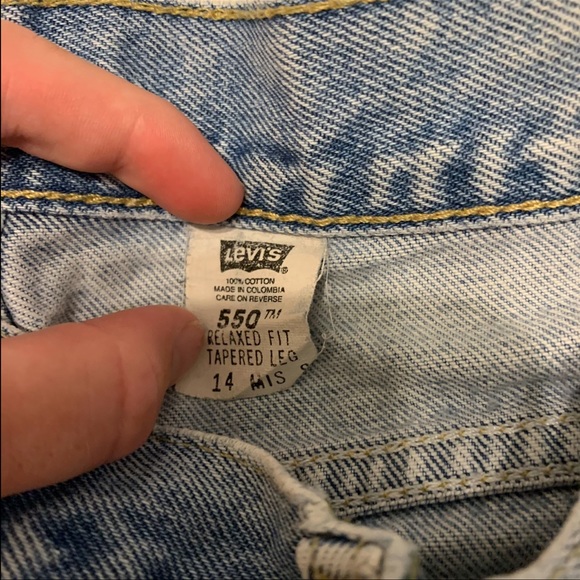 Levi's ®
100% COTTON
MADE IN COLOMBIA
CARE ON REVERSE
550™
RELAXED FIT
TAPERED LEG
14 MIS S